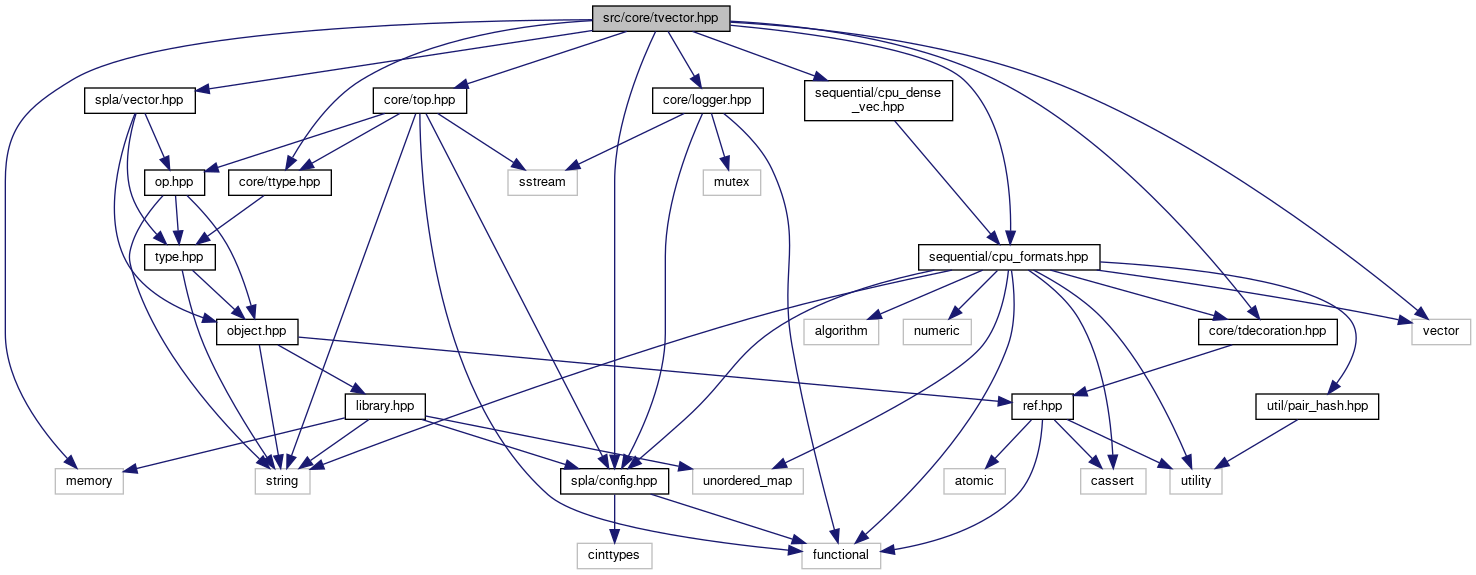 src/core/tvector.hpp
spla/vector.hpp
core/top.hpp
core/logger.hpp
sequential/cpu_dense
_vec.hpp
op.hpp
core/ttype.hpp
sstream
mutex
type.hpp
sequential/cpu_formats.hpp
object.hpp
algorithm
numeric
core/tdecoration.hpp
vector
library.hpp
ref.hpp
util/pair_hash.hpp
memory
string
spla/config.hpp
unordered_map
atomic
cassert
utility
cinttypes
functional